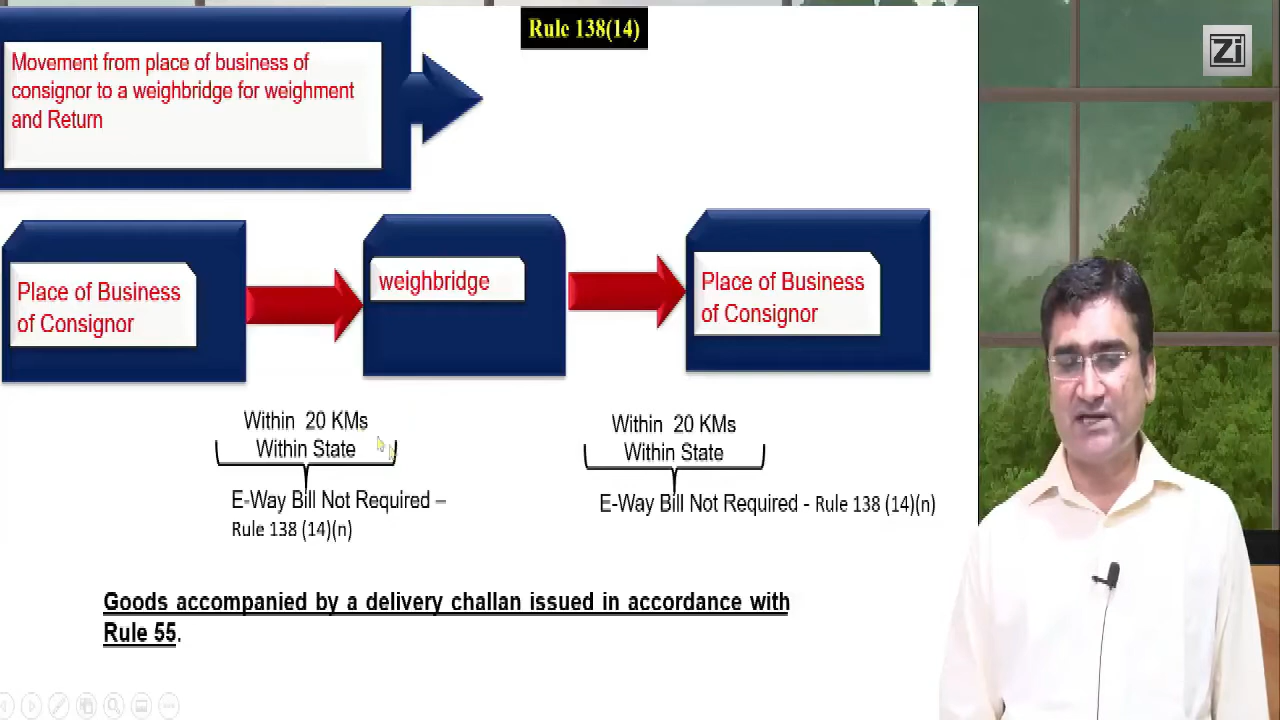 Rule 138(14)
Zi
Movement from place of business of
consignor to a weighbridge for weighment
and Return
Place of Business
of Consignor
weighbridge
Place of Business
of Consignor
Within 20 KMs
Within State
E-Way Bill Not Required –
Rule 138 (14)(n)
Within 20 KMs
Within State
E-Way Bill Not Required - Rule 138 (14)(n)
Goods accompanied by a delivery challan issued in accordance with
Rule 55.